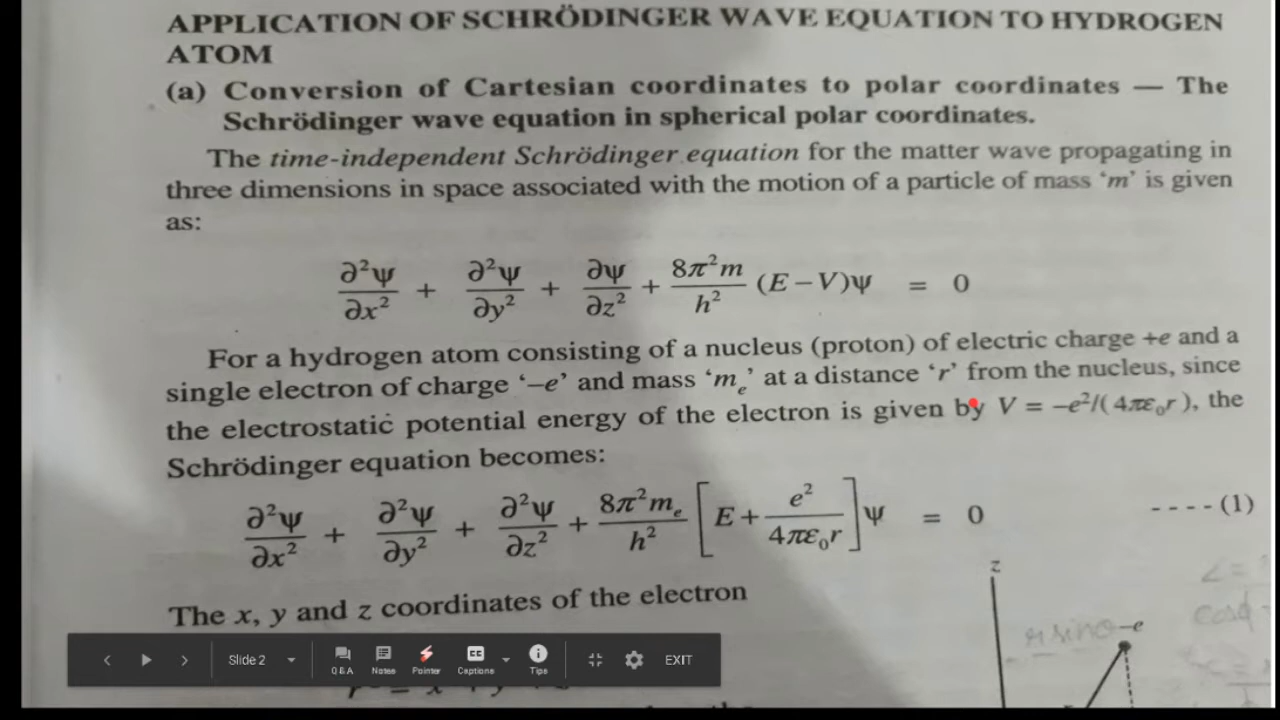 APPLICATION OF SCHRÖDINGER WAVE EQUATION TO HYDROGEN
ATOM
(a) Conversion of Cartesian coordinates to polar coordinates — The
Schrödinger wave equation in spherical polar coordinates.
The time-independent Schrödinger equation for the matter wave propagating in
three dimensions in space associated with the motion of a particle of mass ‘m’ is given
as:
∂²ψ/∂x² + ∂²ψ/∂y² + ∂ψ/∂z² + 8π²m/h² (E – V)ψ = 0
For a hydrogen atom consisting of a nucleus (proton) of electric charge +e and a
single electron of charge ‘–e’ and mass ‘mₑ’ at a distance ‘r’ from the nucleus, since
the electrostatic potential energy of the electron is given by V = –e²/( 4πε₀r ), the
Schrödinger equation becomes:
∂²ψ/∂x² + ∂²ψ/∂y² + ∂²ψ/∂z² + 8π²mₑ/h² [E + e²/4πε₀r] ψ = 0 ----(1)
z
The x, y and z coordinates of the electron
–e
Slide 2
Q&A Notes Pointer Captions CC Tips EXIT